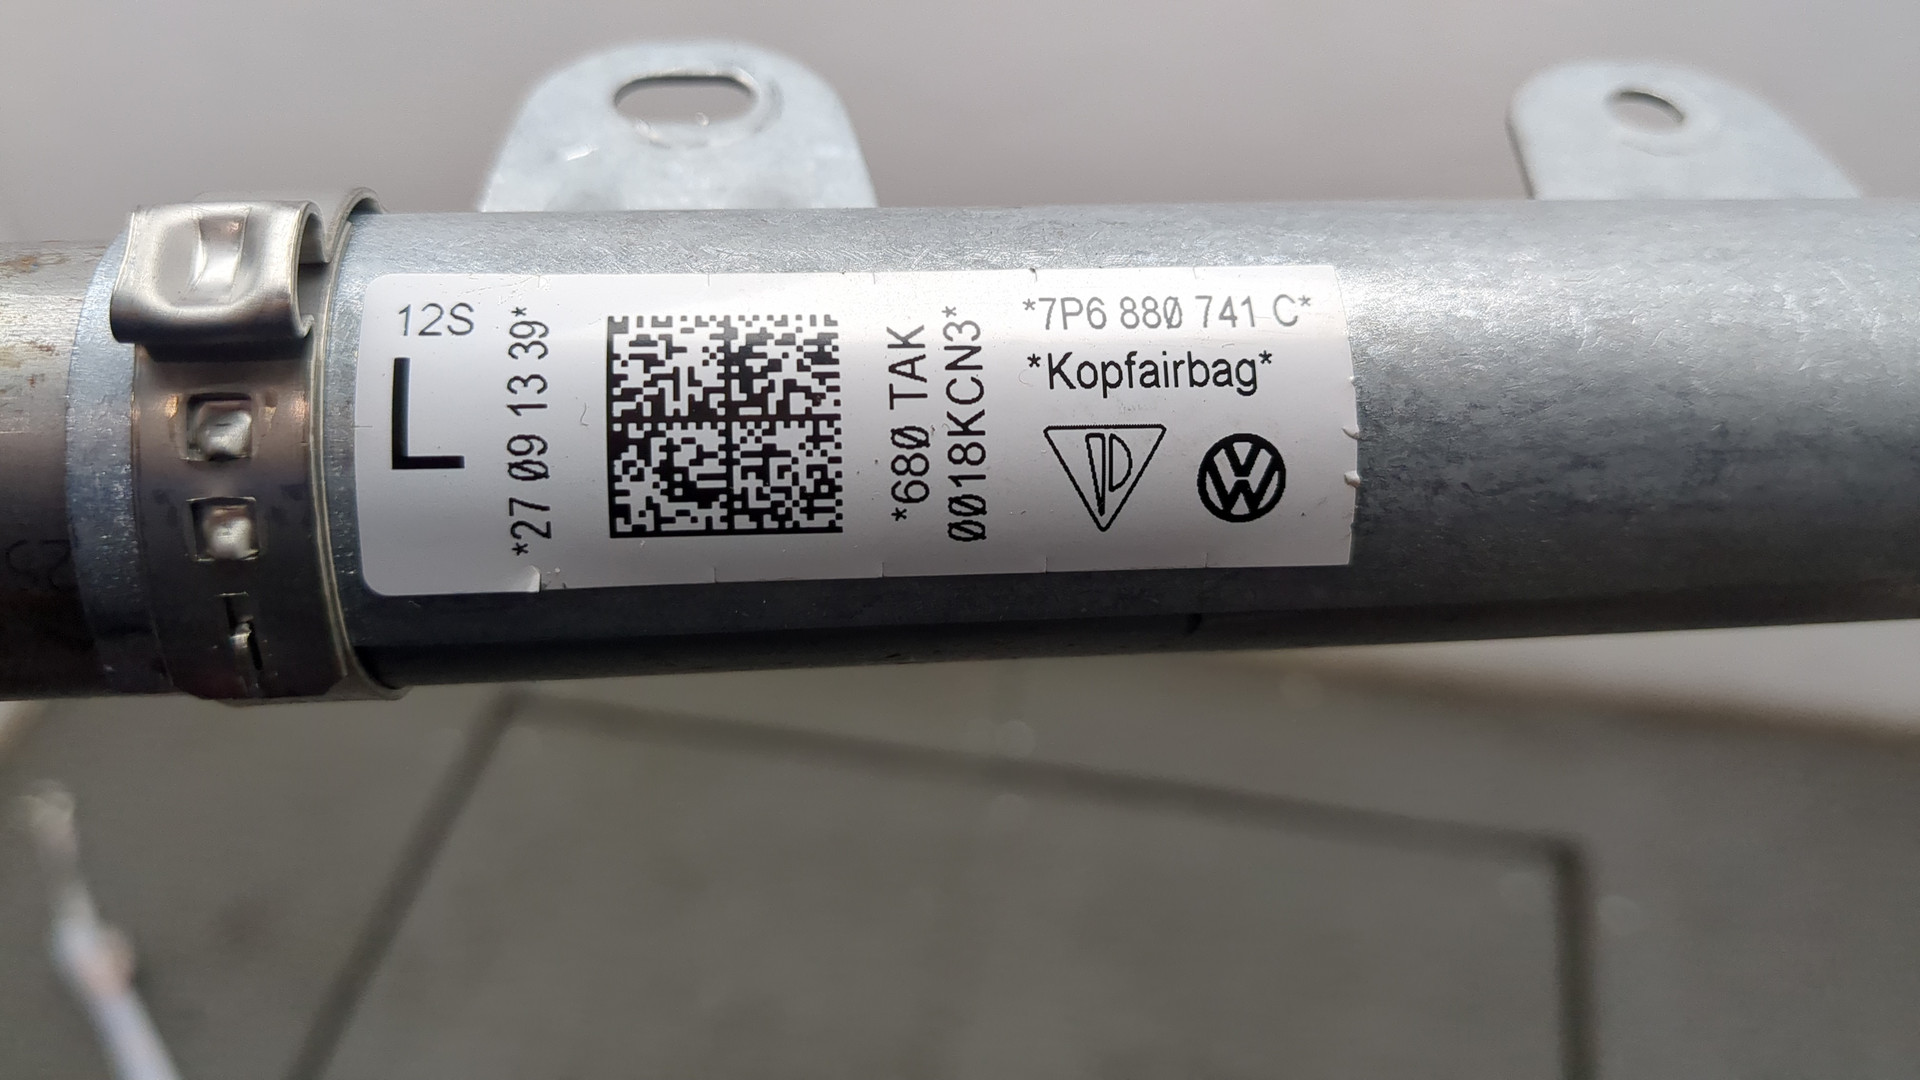 12S
L
*27 09 13 39*
*680 TAK
0018KCN3*
*7P6 880 741 C*
*Kopfairbag*